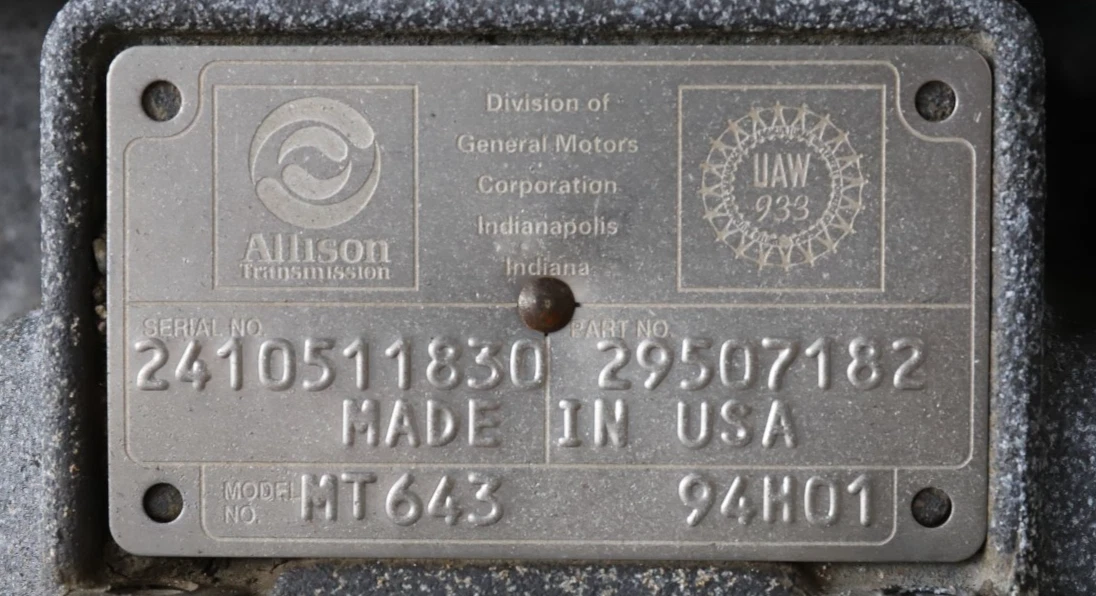 Division of
General Motors
Corporation
Indianapolis
Indiana
Allison
Transmission
UAW
933
SERIAL NO.
2410511830
PART NO.
29507182
MADE IN USA
MODEL
NO.
MT643
94H01